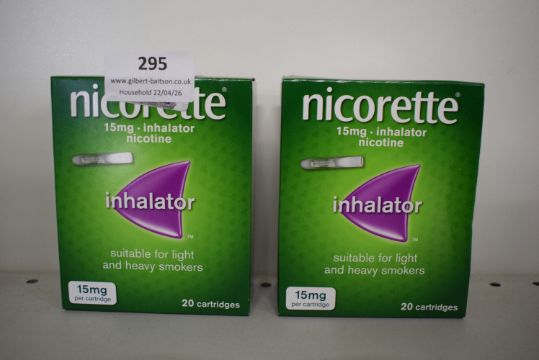 295
www.gilbert-baitson.co.uk
Household 22/04/26
nicorette®
15mg · inhalator
nicotine
inhalator
TM
suitable for light
and heavy smokers
15mg
per cartridge
20 cartridges
nicorette®
15mg · inhalator
nicotine
inhalator
TM
suitable for light
and heavy smokers
15mg
per cartridge
20 cartridges